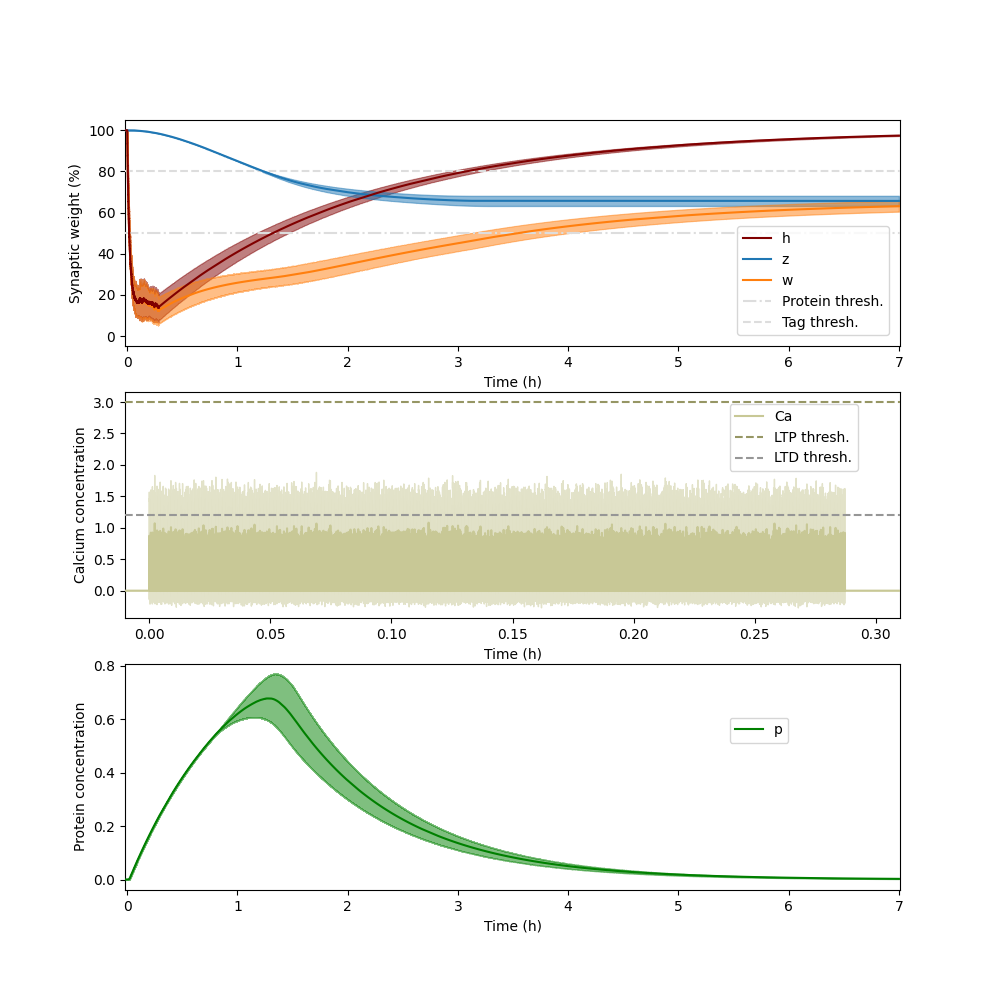 Synaptic weight (%)
100
80
60
40
20
0
h
z
w
Protein thresh.
Tag thresh.
0 1 2 3 4 5 6 7
Time (h)
Calcium concentration
3.0
2.5
2.0
1.5
1.0
0.5
0.0
Ca
LTP thresh.
LTD thresh.
0.00 0.05 0.10 0.15 0.20 0.25 0.30
Time (h)
Protein concentration
0.8
0.6
0.4
0.2
0.0
p
0 1 2 3 4 5 6 7
Time (h)